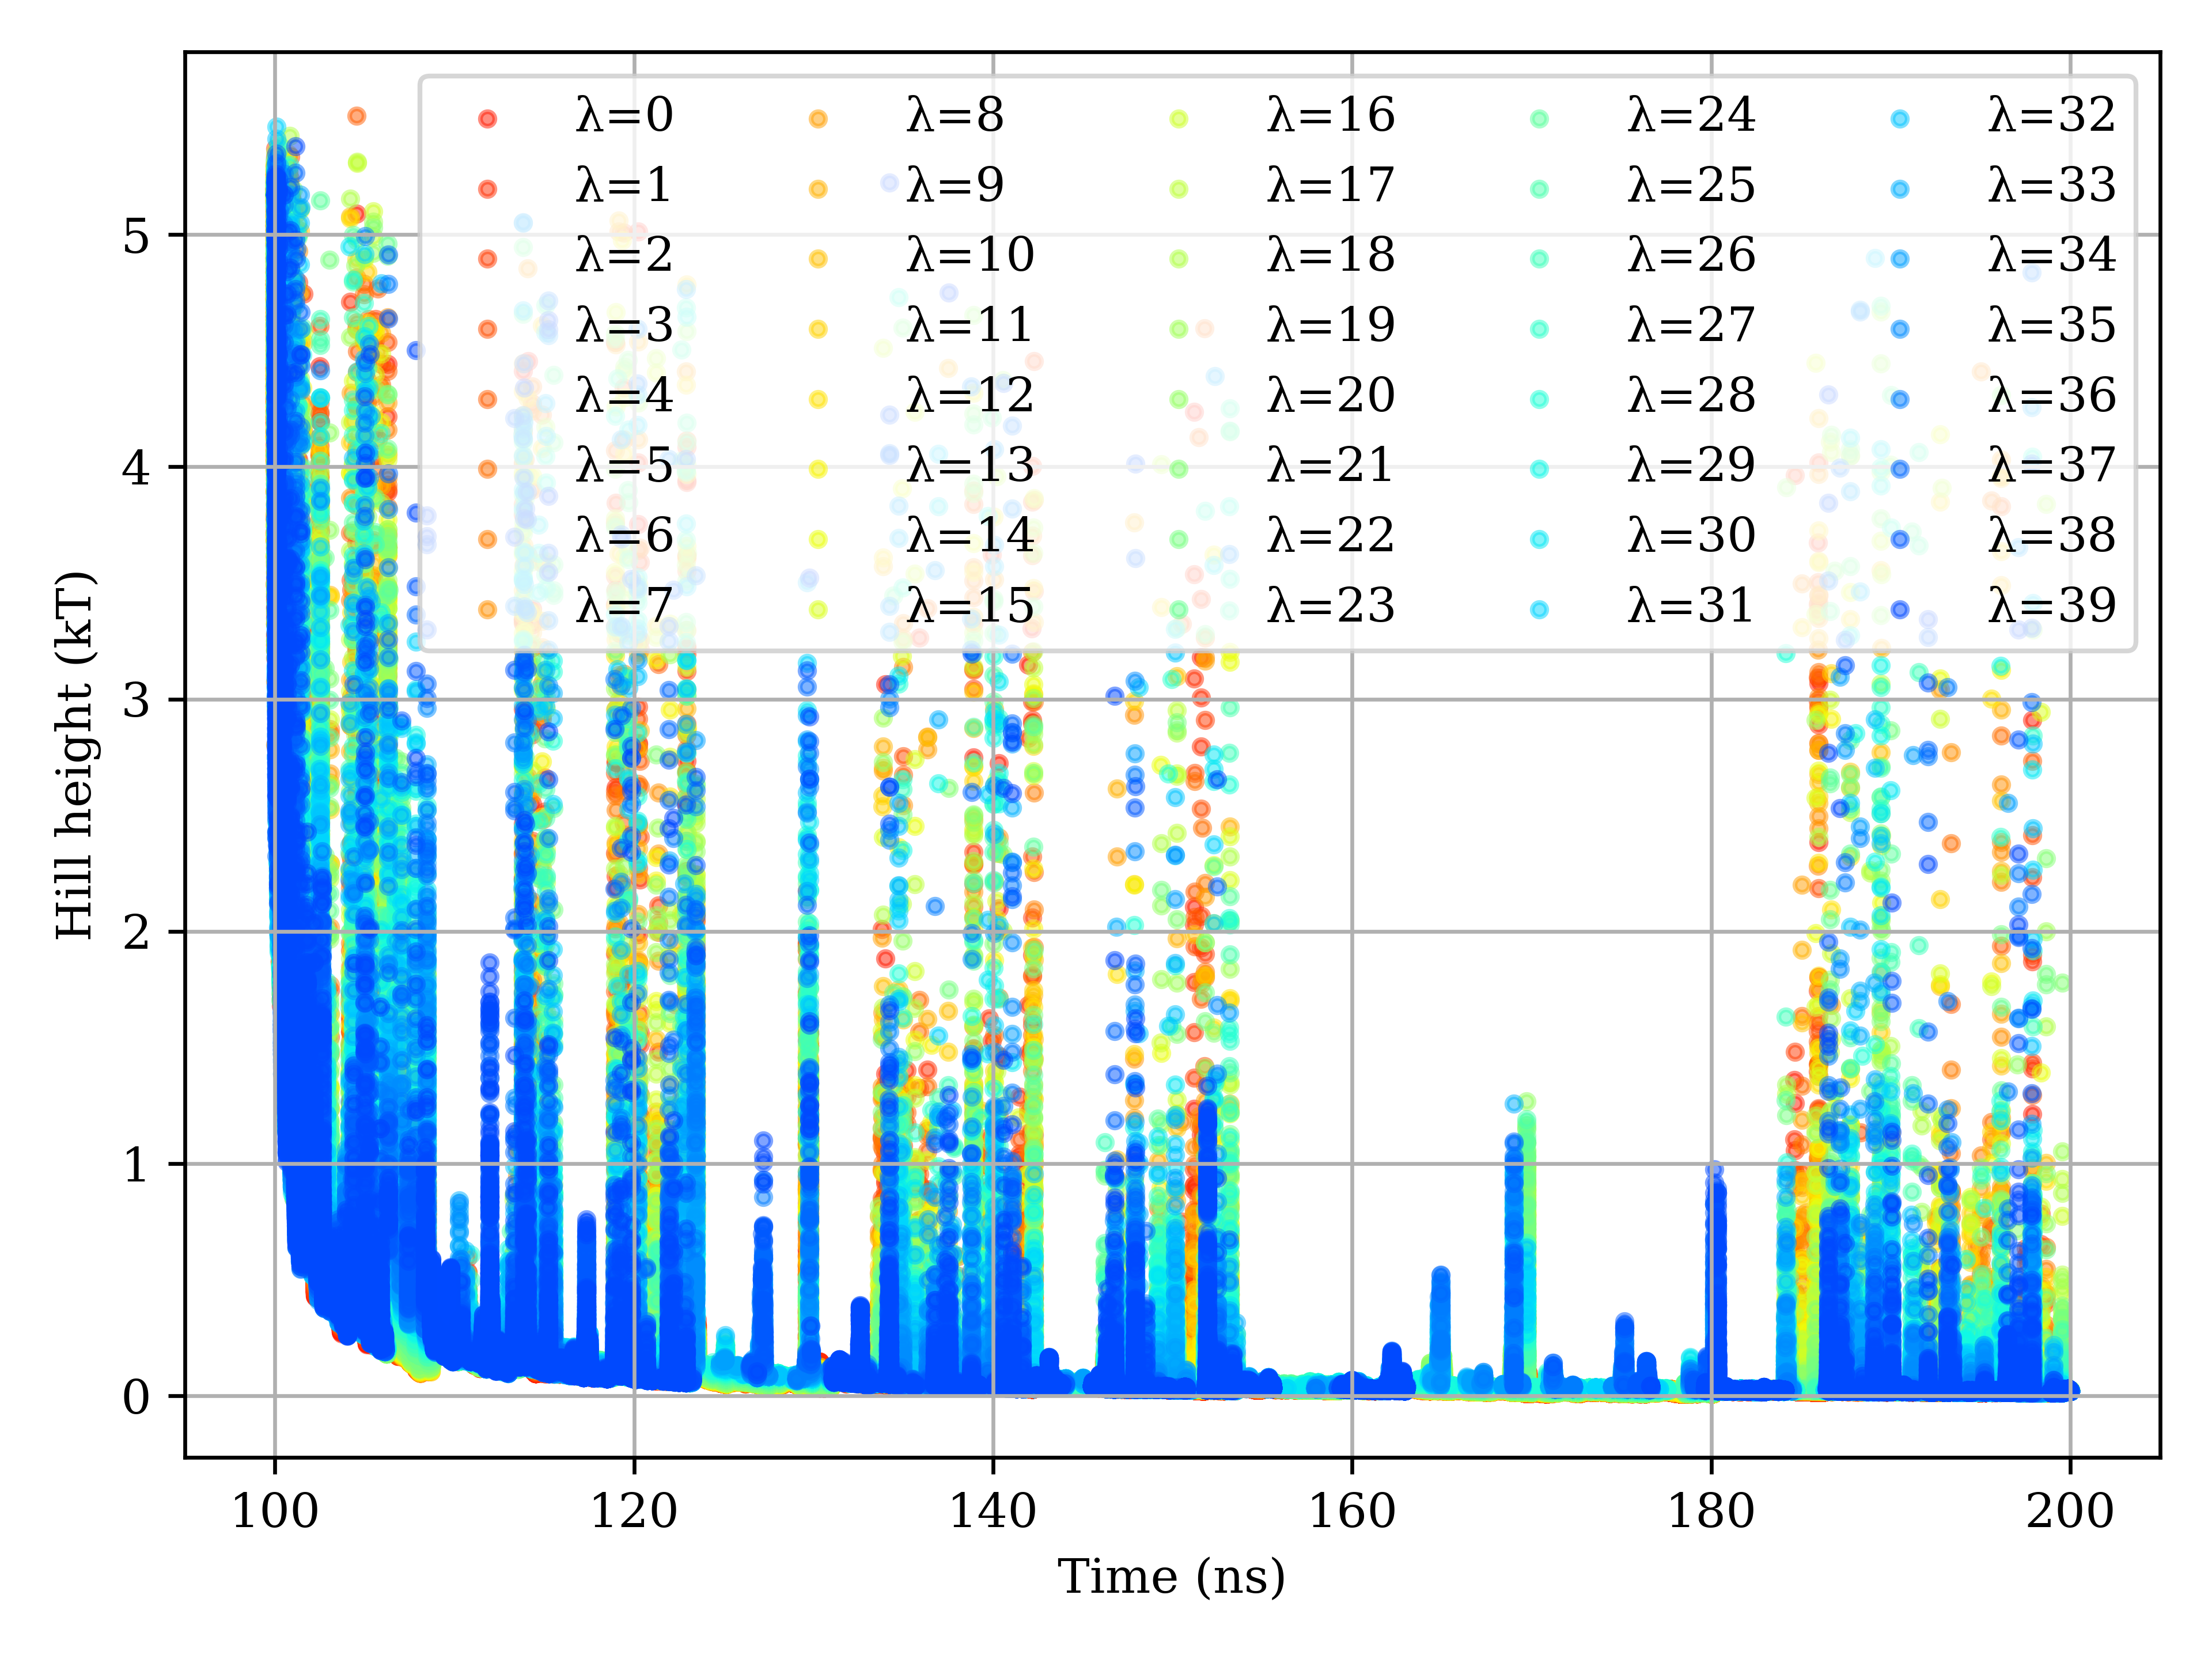 λ=0 λ=8 λ=16 λ=24 λ=32
λ=1 λ=9 λ=17 λ=25 λ=33
λ=2 λ=10 λ=18 λ=26 λ=34
λ=3 λ=11 λ=19 λ=27 λ=35
λ=4 λ=12 λ=20 λ=28 λ=36
λ=5 λ=13 λ=21 λ=29 λ=37
λ=6 λ=14 λ=22 λ=30 λ=38
λ=7 λ=15 λ=23 λ=31 λ=39
5
4
3
2
1
0
Hill height (kT)
100 120 140 160 180 200
Time (ns)